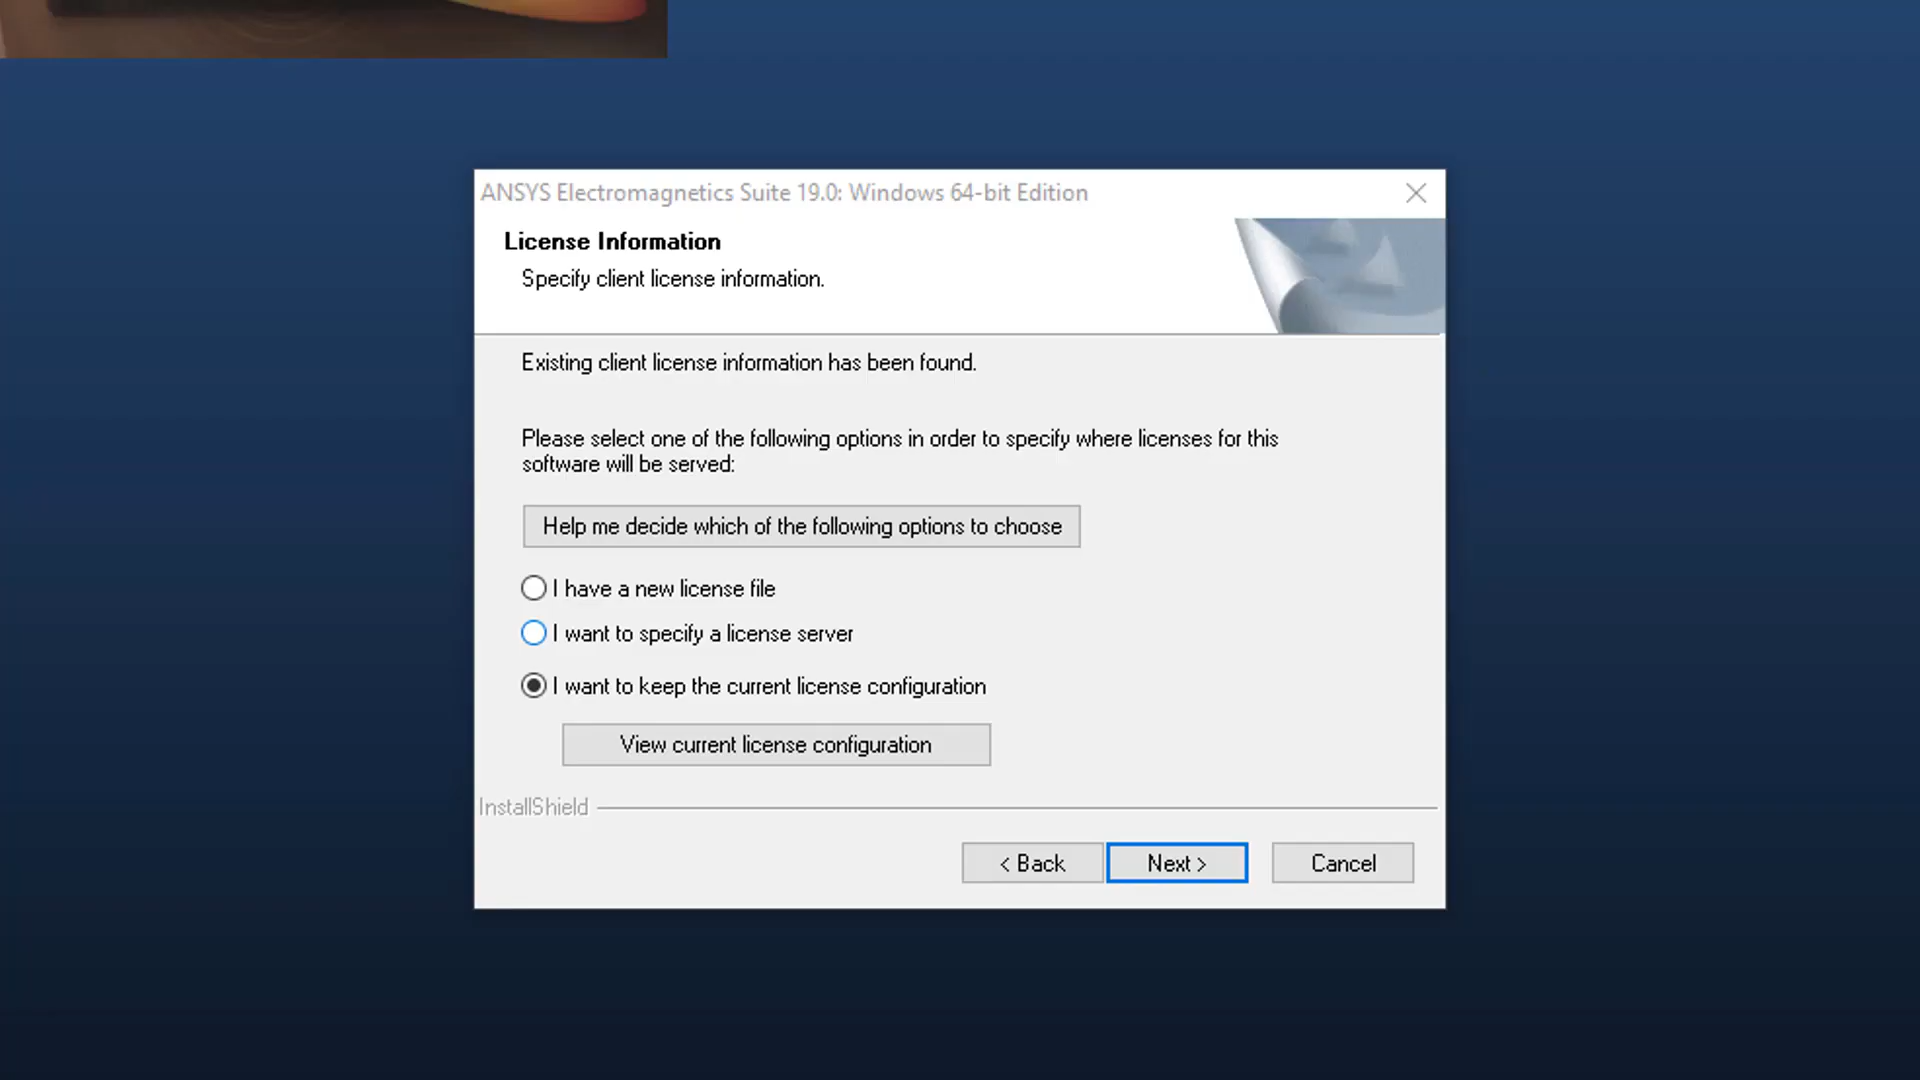 ANSYS Electromagnetics Suite 19.0: Windows 64-bit Edition
License Information
Specify client license information.
Existing client license information has been found.
Please select one of the following options in order to specify where licenses for this
software will be served:
Help me decide which of the following options to choose
I have a new license file
I want to specify a license server
I want to keep the current license configuration
View current license configuration
InstallShield
< Back
Next >
Cancel